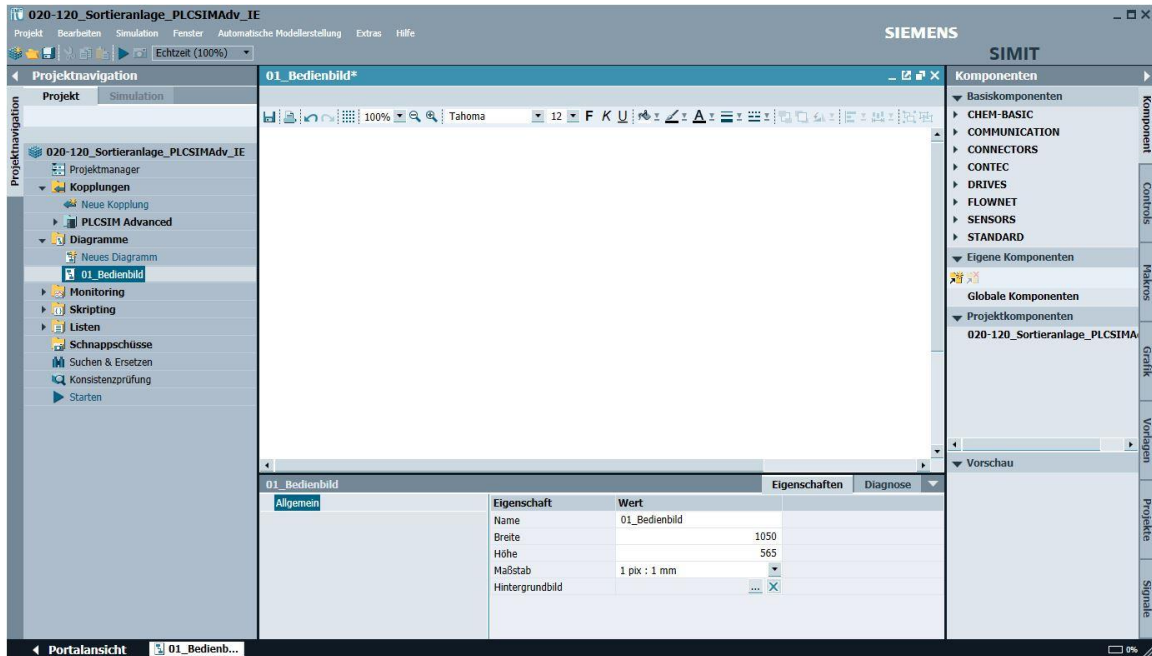 020-120_Sortieranlage_PLCSIMAdv_IE
Projekt Bearbeiten Simulation Fenster Automatische Modellerstellung Extras Hilfe
SIEMENS
SIMIT
Echtzeit (100%)
Projektnavigation
Projekt Simulation
Projektnavigation
020-120_Sortieranlage_PLCSIMAdv_IE
Projektmanager
Kopplungen
Neue Kopplung
PLCSIM Advanced
Diagramme
Neues Diagramm
01_Bedienbild
Monitoring
Skripting
Listen
Schnappschüsse
Suchen & Ersetzen
Konsistenzprüfung
Starten
01_Bedienbild*
100% Tahoma 12 F K U A
01_Bedienbild
Eigenschaften Diagnose
Allgemein
Eigenschaft Wert
Name 01_Bedienbild
Breite 1050
Höhe 565
Maßstab 1 pix : 1 mm
Hintergrundbild ...
Komponenten
Basiskomponenten
CHEM-BASIC
COMMUNICATION
CONNECTORS
CONTEC
DRIVES
FLOWNET
SENSORS
STANDARD
Eigene Komponenten
Globale Komponenten
Projektkomponenten
020-120_Sortieranlage_PLCSIMA
Vorschau
Komponent
Controls
Makros
Grafik
Vorlagen
Projekte
Signale
Portalansicht 01_Bedienb... 0%